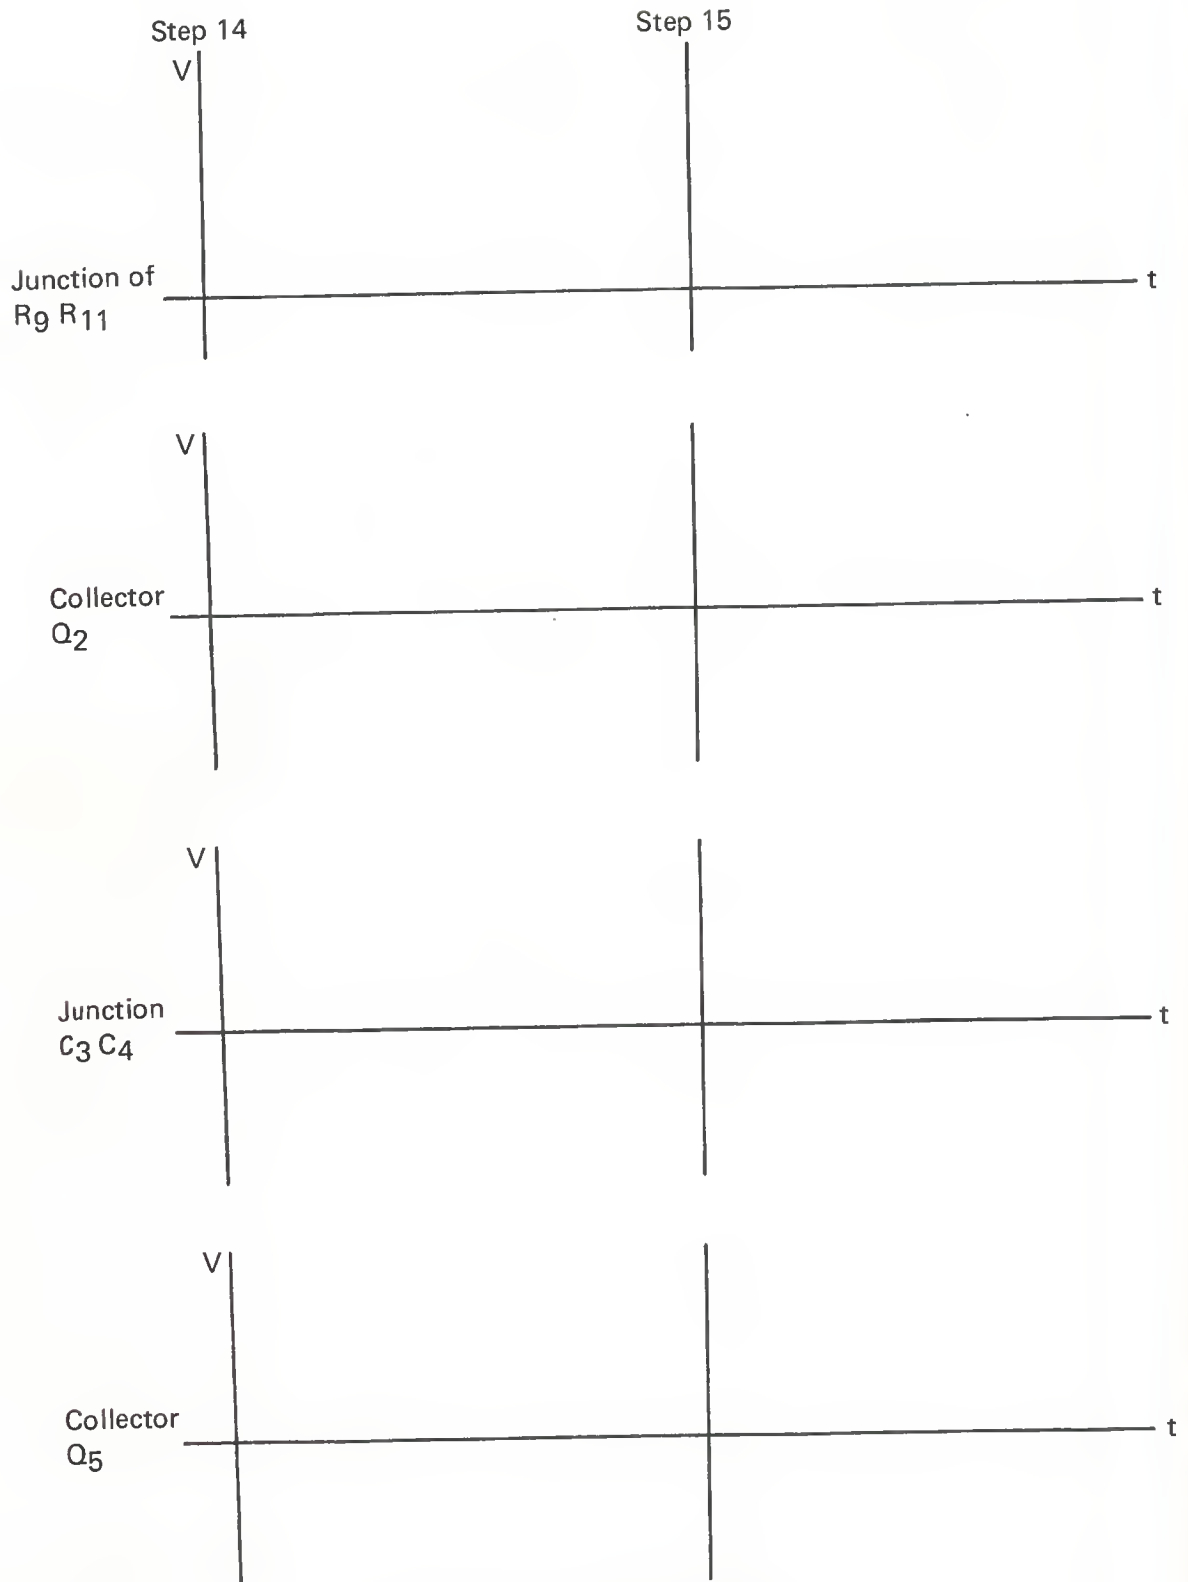 Step 14
Step 15
V
Junction of
R9 R11
t
V
Collector
Q2
t
V
Junction
C3 C4
t
V
Collector
Q5
t